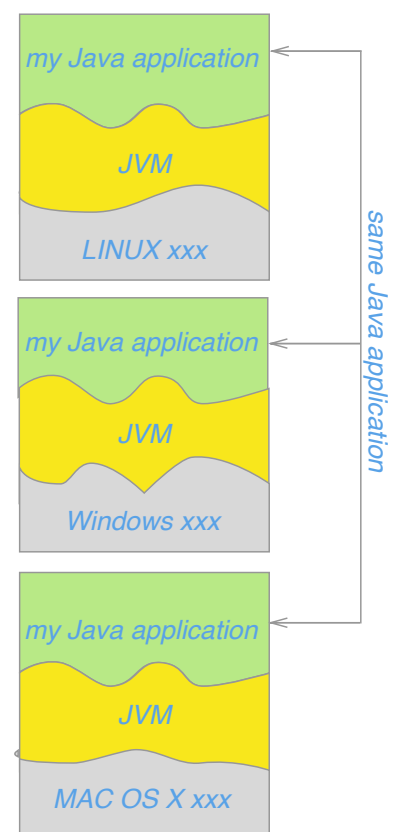 my Java application
JVM
LINUX xxx
my Java application
JVM
Windows xxx
my Java application
JVM
MAC OS X xxx
same Java application